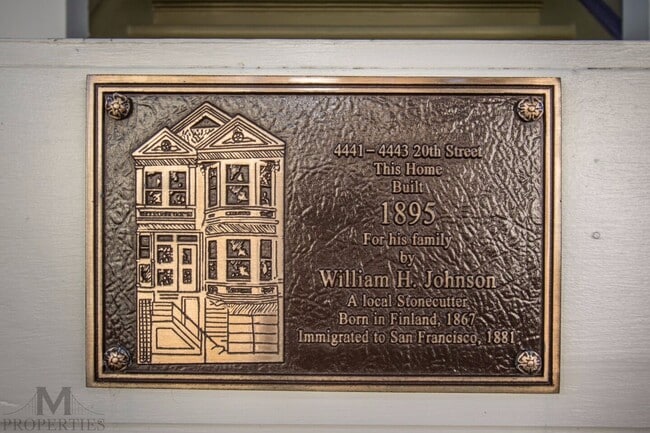 4441 – 4443 20th Street
This Home
Built
1895
For his family
by
William H. Johnson
A local Stonecutter
Born in Finland, 1867
Immigrated to San Francisco, 1881
M
PROPERTIES